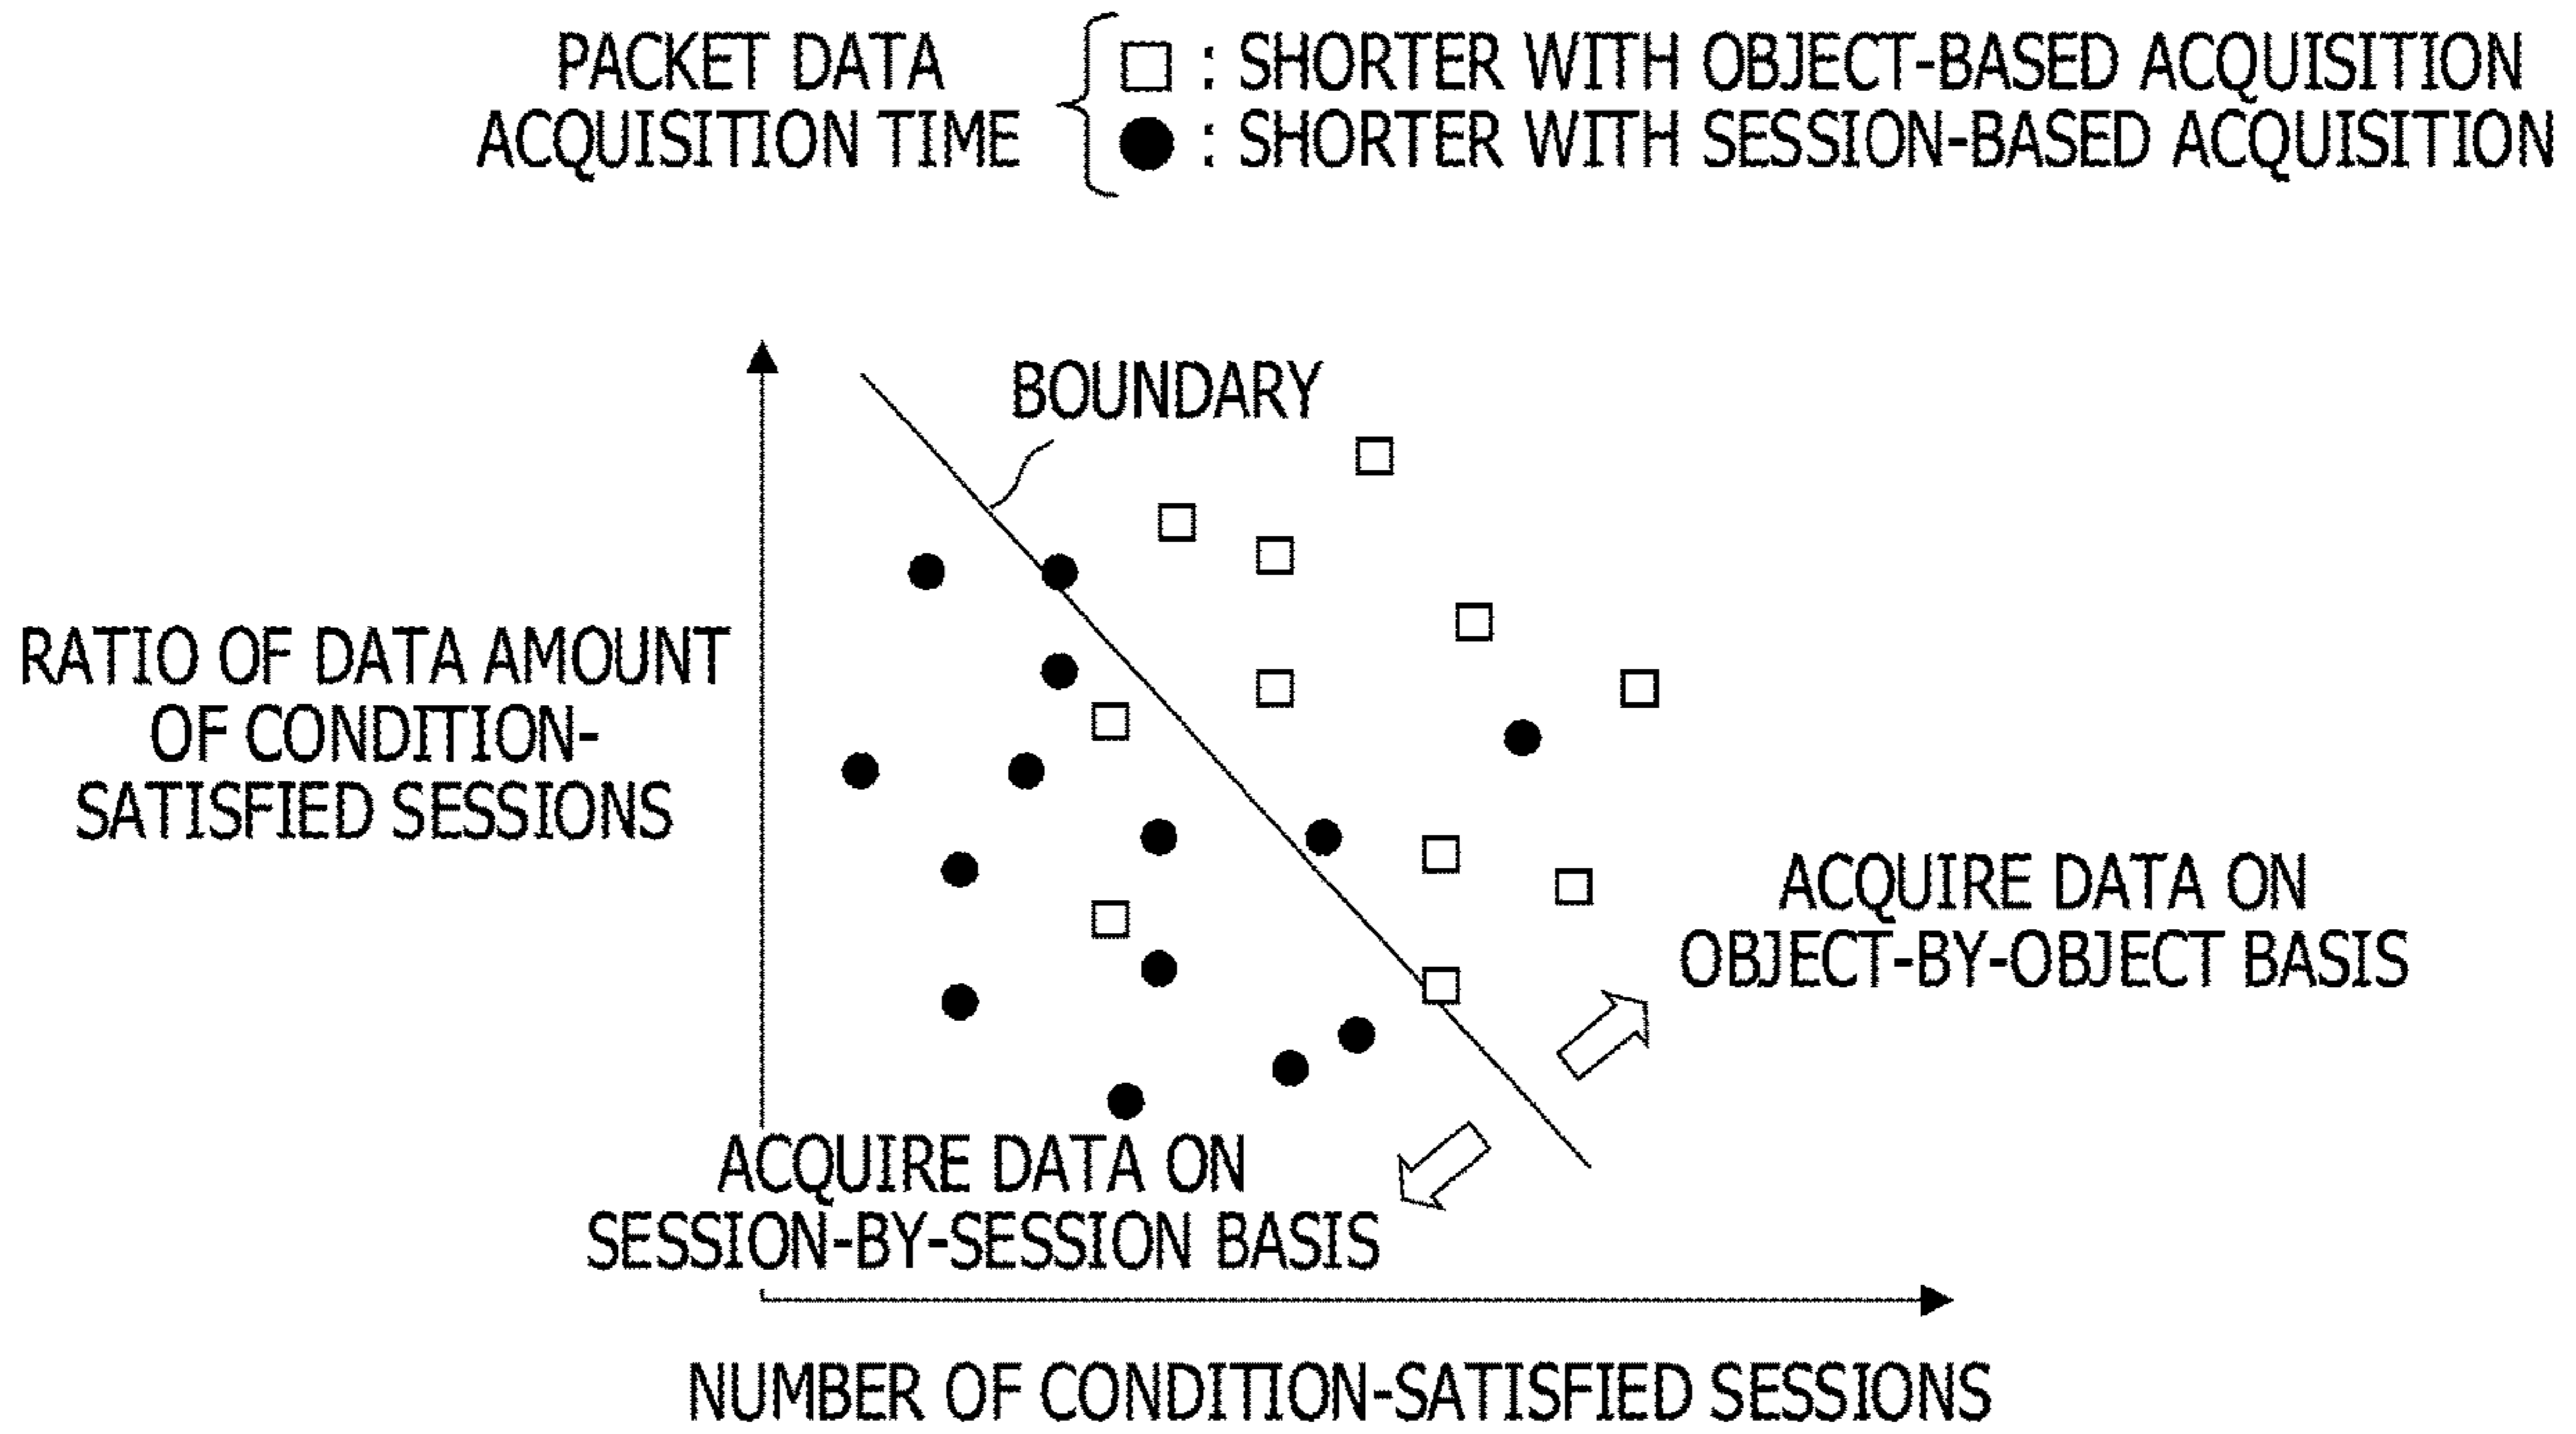 PACKET DATA
ACQUISITION TIME
: SHORTER WITH OBJECT-BASED ACQUISITION
: SHORTER WITH SESSION-BASED ACQUISITION
BOUNDARY
RATIO OF DATA AMOUNT
OF CONDITION-
SATISFIED SESSIONS
ACQUIRE DATA ON
OBJECT-BY-OBJECT BASIS
ACQUIRE DATA ON
SESSION-BY-SESSION BASIS
NUMBER OF CONDITION-SATISFIED SESSIONS